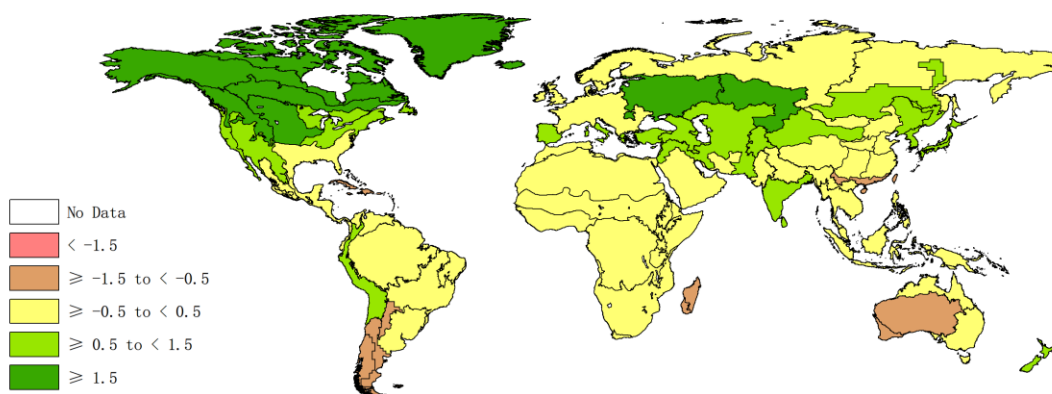 No Data
< -1.5
≥ -1.5 to < -0.5
≥ -0.5 to < 0.5
≥ 0.5 to < 1.5
≥ 1.5